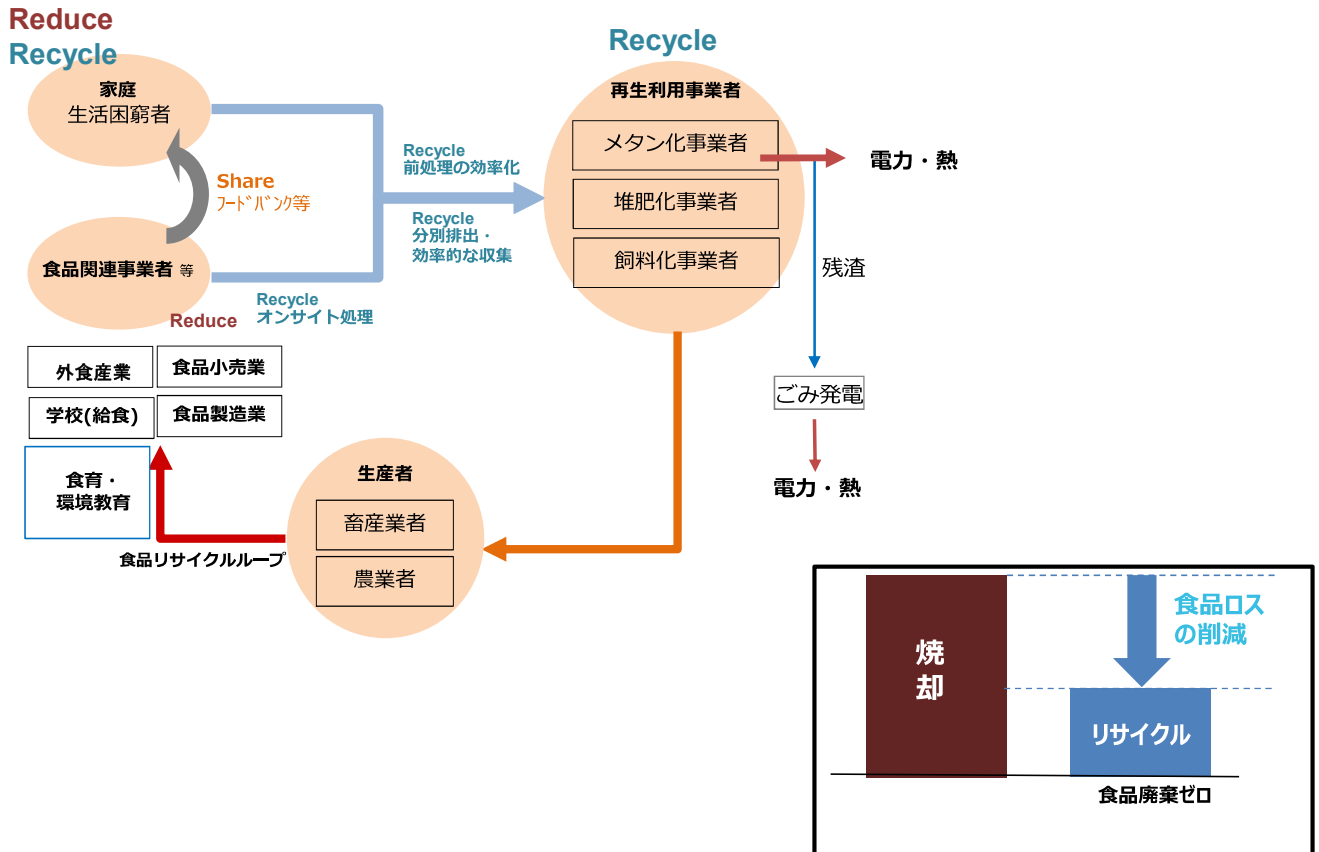 Reduce
Recycle
家庭
生活困窮者
Share
フードバンク等
食品関連事業者 等
Reduce
Recycle
オンサイト処理
Recycle
前処理の効率化
Recycle
分別排出・
効率的な収集
Recycle
再生利用事業者
メタン化事業者
堆肥化事業者
飼料化事業者
電力・熱
残渣
ごみ発電
電力・熱
外食産業
食品小売業
学校(給食)
食品製造業
食育・
環境教育
食品リサイクルループ
生産者
畜産業者
農業者
焼
却
食品ロス
の削減
リサイクル
食品廃棄ゼロ